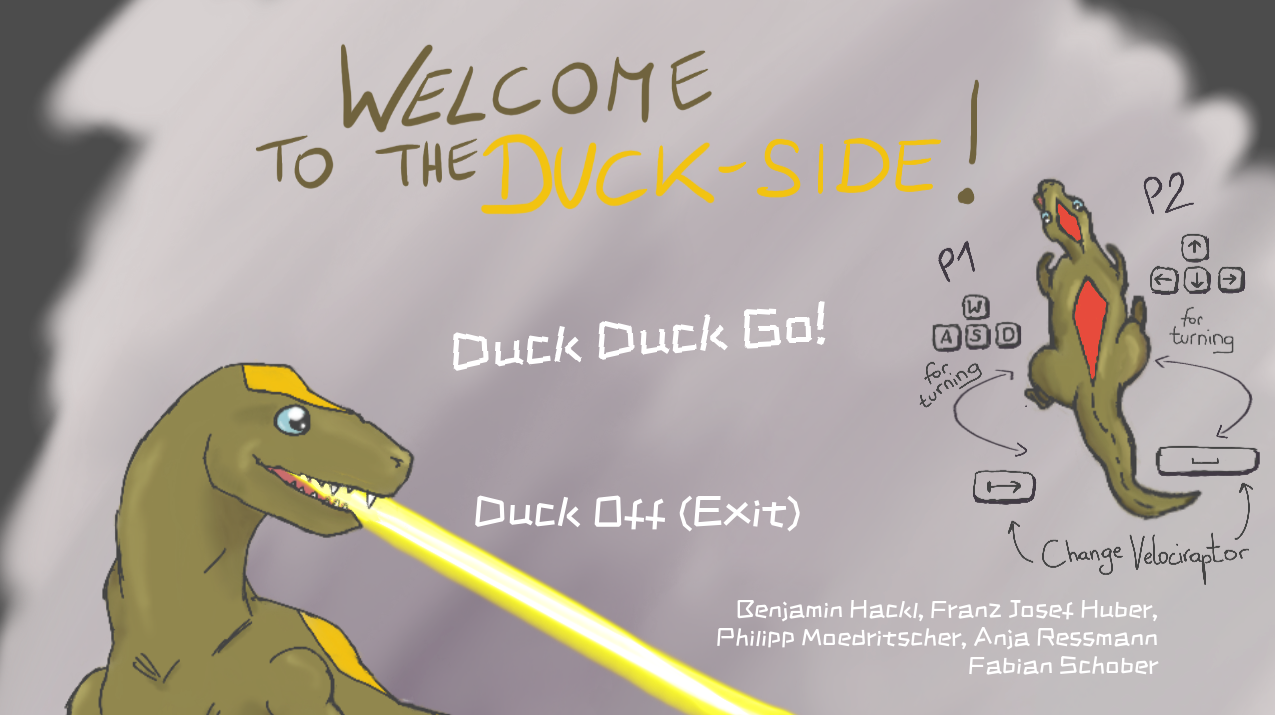 WELCOME
TO THE DUCK-SIDE!
P2
↑
← ↓ →
for
turning
P1
W
A S D
for
turning
Duck Duck Go!
Duck Off (Exit)
Change Velociraptor
Benjamin Hackl, Franz Josef Huber,
Philipp Moedritscher, Anja Ressmann
Fabian Schober